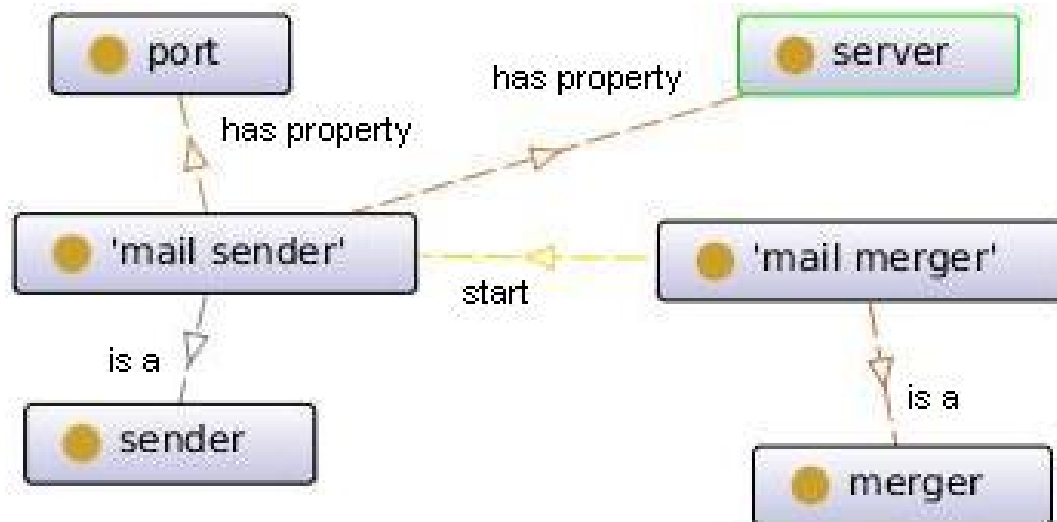 port
server
has property
has property
'mail sender'
'mail merger'
start
is a
is a
sender
merger